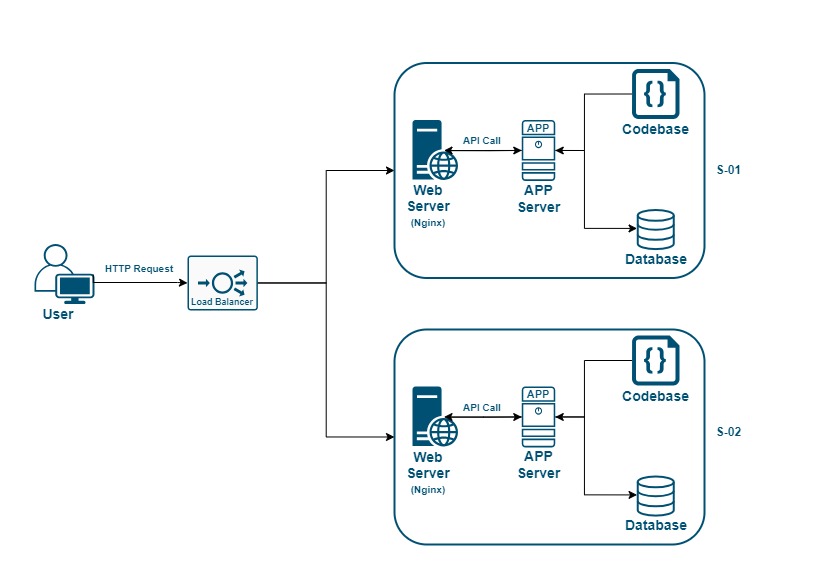 Codebase
APP
API Call
Web
Server
(Nginx)
APP
Server
S-01
Database
HTTP Request
Load Balancer
User
Codebase
APP
API Call
Web
Server
(Nginx)
APP
Server
S-02
Database